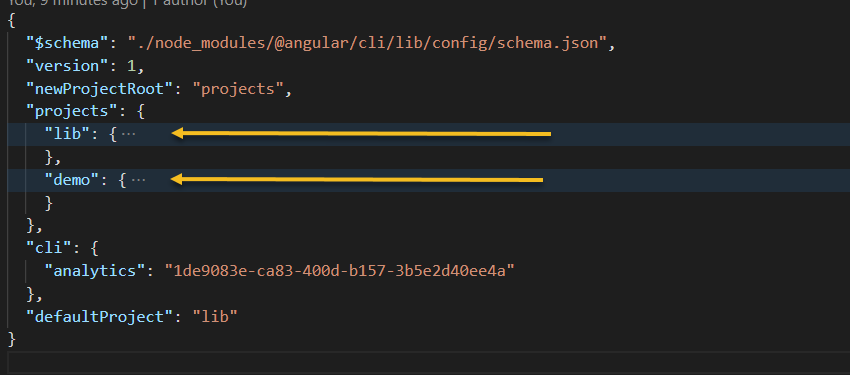 You, 9 minutes ago | 1 author (You)
{
"$schema": "./node_modules/@angular/cli/lib/config/schema.json",
"version": 1,
"newProjectRoot": "projects",
"projects": {
"lib": {···
},
"demo": {···
}
},
"cli": {
"analytics": "1de9083e-ca83-400d-b157-3b5e2d40ee4a"
},
"defaultProject": "lib"
}